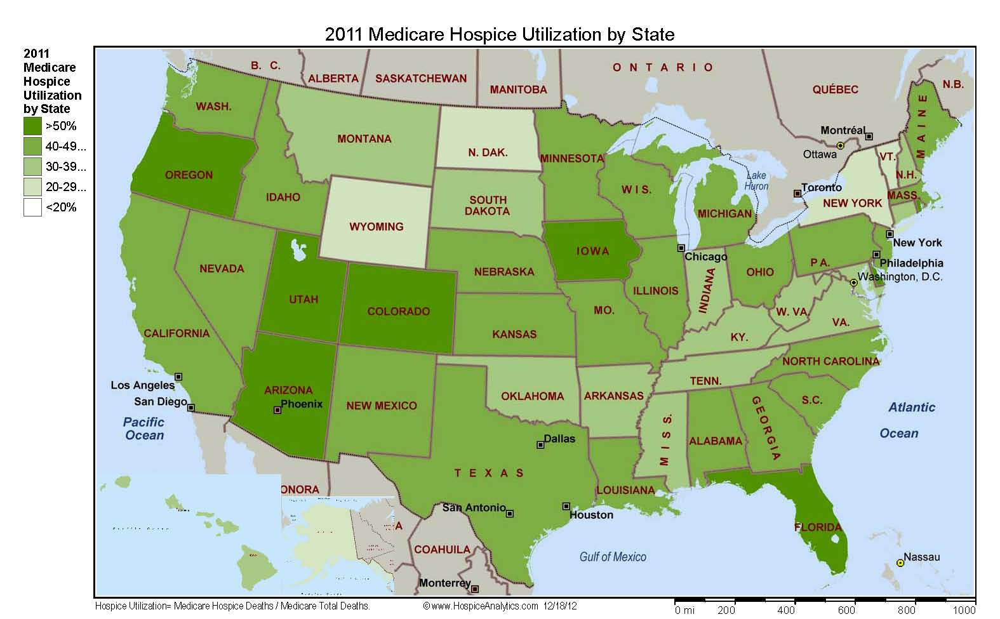 2011 Medicare Hospice Utilization by State
2011
Medicare
Hospice
Utilization
by State
>50%
40-49...
30-39...
20-29...
<20%
B. C.
ALBERTA
SASKATCHEWAN
MANITOBA
ONTARIO
QUÉBEC
N.B.
WASH.
MONTANA
N. DAK.
MINNESOTA
MAINE
Montréal
Ottawa
VT.
N.H.
OREGON
IDAHO
WYOMING
SOUTH
DAKOTA
WIS.
Lake
Huron
MICHIGAN
Toronto
NEW YORK
MASS.
NEVADA
UTAH
COLORADO
NEBRASKA
IOWA
Chicago
ILLINOIS
INDIANA
OHIO
PA.
New York
Philadelphia
Washington, D.C.
CALIFORNIA
KANSAS
MO.
KY.
W. VA.
VA.
Los Angeles
San Diego
Pacific
Ocean
ARIZONA
Phoenix
NEW MEXICO
OKLAHOMA
ARKANSAS
TENN.
NORTH CAROLINA
S.C.
Atlantic
Ocean
Dallas
TEXAS
MISS.
ALABAMA
GEORGIA
LOUISIANA
San Antonio
Houston
FLORIDA
ONORA
A
COAHUILA
Monterrey
Gulf of Mexico
Nassau
Hospice Utilization= Medicare Hospice Deaths / Medicare Total Deaths.
©www.HospiceAnalytics.com 12/18/12
0 mi 200 400 600 800 1000